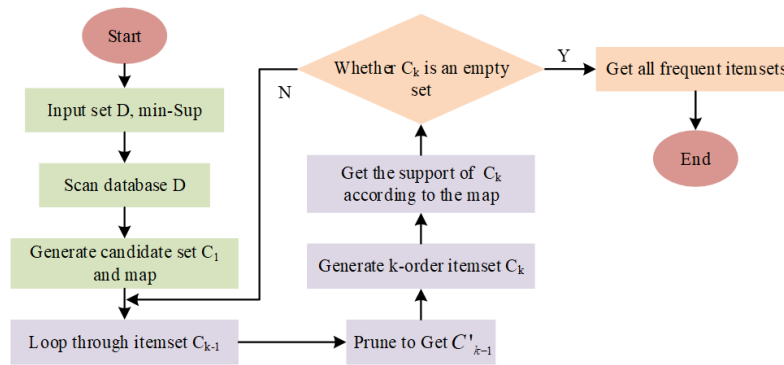 Start
Input set D, min-Sup
Scan database D
Generate candidate set C₁
and map
Loop through itemset Cₖ₋₁
Prune to Get C'ₖ₋₁
Generate k-order itemset Cₖ
Get the support of Cₖ
according to the map
Whether Cₖ is an empty
set
N
Y
Get all frequent itemsets
End